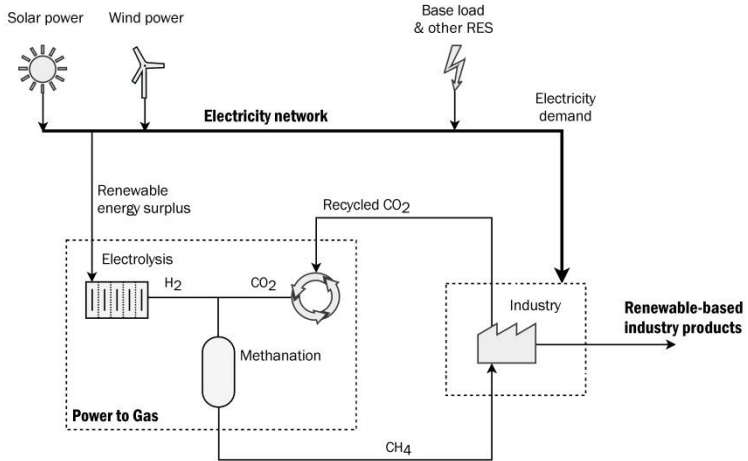 Solar power
Wind power
Base load
& other RES
Electricity network
Electricity
demand
Renewable
energy surplus
Recycled CO2
Electrolysis
H2
CO2
Industry
Renewable-based
industry products
Methanation
Power to Gas
CH4